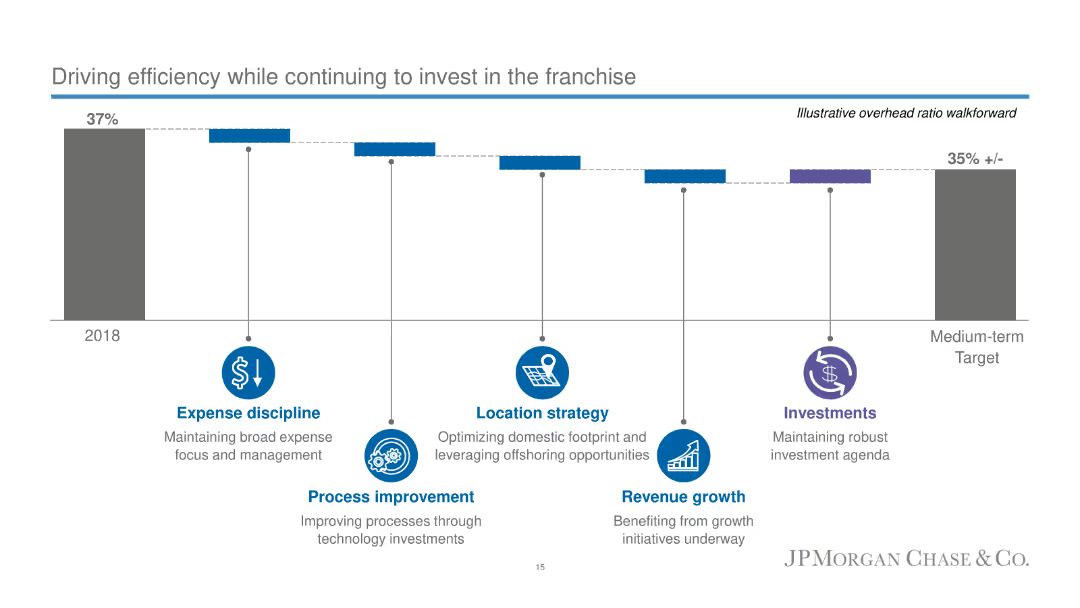 Driving efficiency while continuing to invest in the franchise
Illustrative overhead ratio walkforward
37%
35% +/-
2018
Medium-term
Target
Expense discipline
Maintaining broad expense
focus and management
Process improvement
Improving processes through
technology investments
Location strategy
Optimizing domestic footprint and
leveraging offshoring opportunities
Revenue growth
Benefiting from growth
initiatives underway
Investments
Maintaining robust
investment agenda
15
JPMORGAN CHASE & CO.